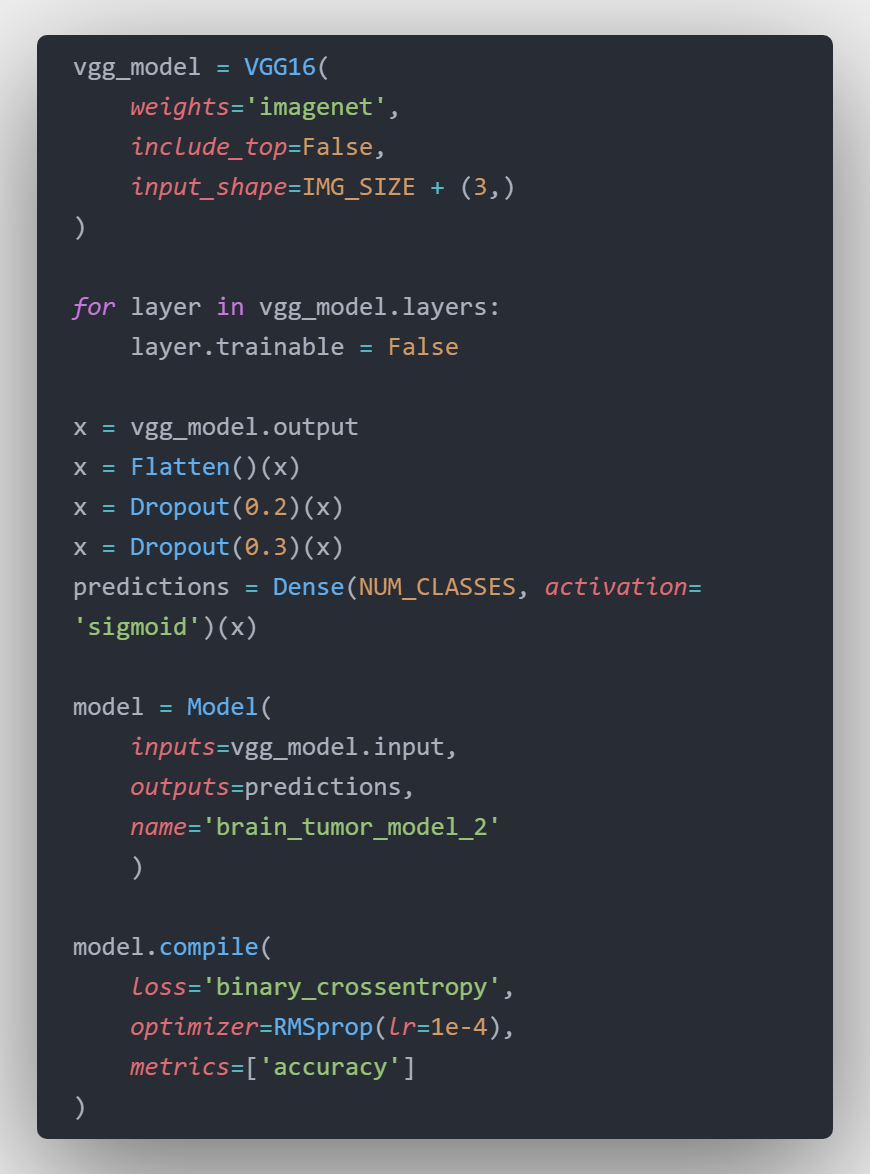 vgg_model = VGG16(
    weights='imagenet',
    include_top=False,
    input_shape=IMG_SIZE + (3,)
)

for layer in vgg_model.layers:
    layer.trainable = False

x = vgg_model.output
x = Flatten()(x)
x = Dropout(0.2)(x)
x = Dropout(0.3)(x)
predictions = Dense(NUM_CLASSES, activation=
'sigmoid')(x)

model = Model(
    inputs=vgg_model.input,
    outputs=predictions,
    name='brain_tumor_model_2'
    )

model.compile(
    loss='binary_crossentropy',
    optimizer=RMSprop(lr=1e-4),
    metrics=['accuracy']
)